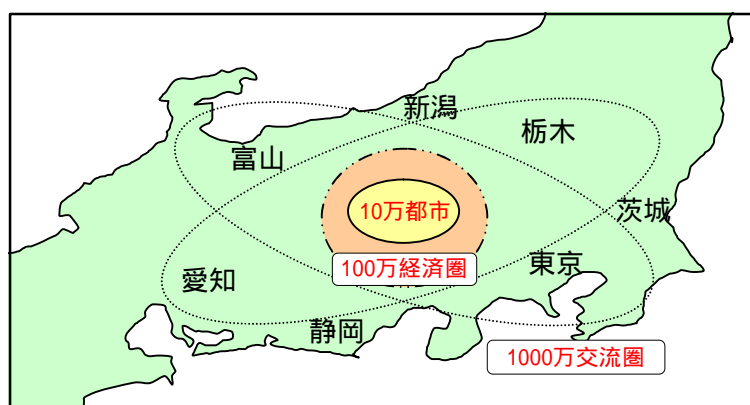 新潟
栃木
富山
10万都市
茨城
100万経済圏
東京
愛知
静岡
1000万交流圏